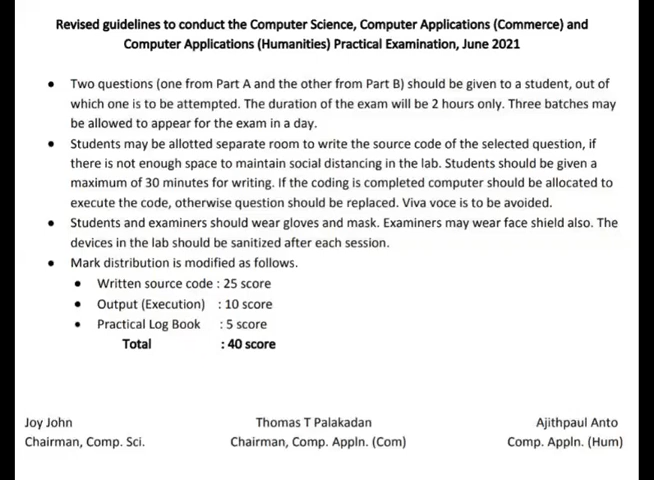 Revised guidelines to conduct the Computer Science, Computer Applications (Commerce) and
Computer Applications (Humanities) Practical Examination, June 2021
• Two questions (one from Part A and the other from Part B) should be given to a student, out of
which one is to be attempted. The duration of the exam will be 2 hours only. Three batches may
be allowed to appear for the exam in a day.
• Students may be allotted separate room to write the source code of the selected question, if
there is not enough space to maintain social distancing in the lab. Students should be given a
maximum of 30 minutes for writing. If the coding is completed computer should be allocated to
execute the code, otherwise question should be replaced. Viva voce is to be avoided.
• Students and examiners should wear gloves and mask. Examiners may wear face shield also. The
devices in the lab should be sanitized after each session.
• Mark distribution is modified as follows.
• Written source code : 25 score
• Output (Execution) : 10 score
• Practical Log Book : 5 score
Total : 40 score
Joy John Thomas T Palakadan Ajithpaul Anto
Chairman, Comp. Sci. Chairman, Comp. Appln. (Com) Comp. Appln. (Hum)